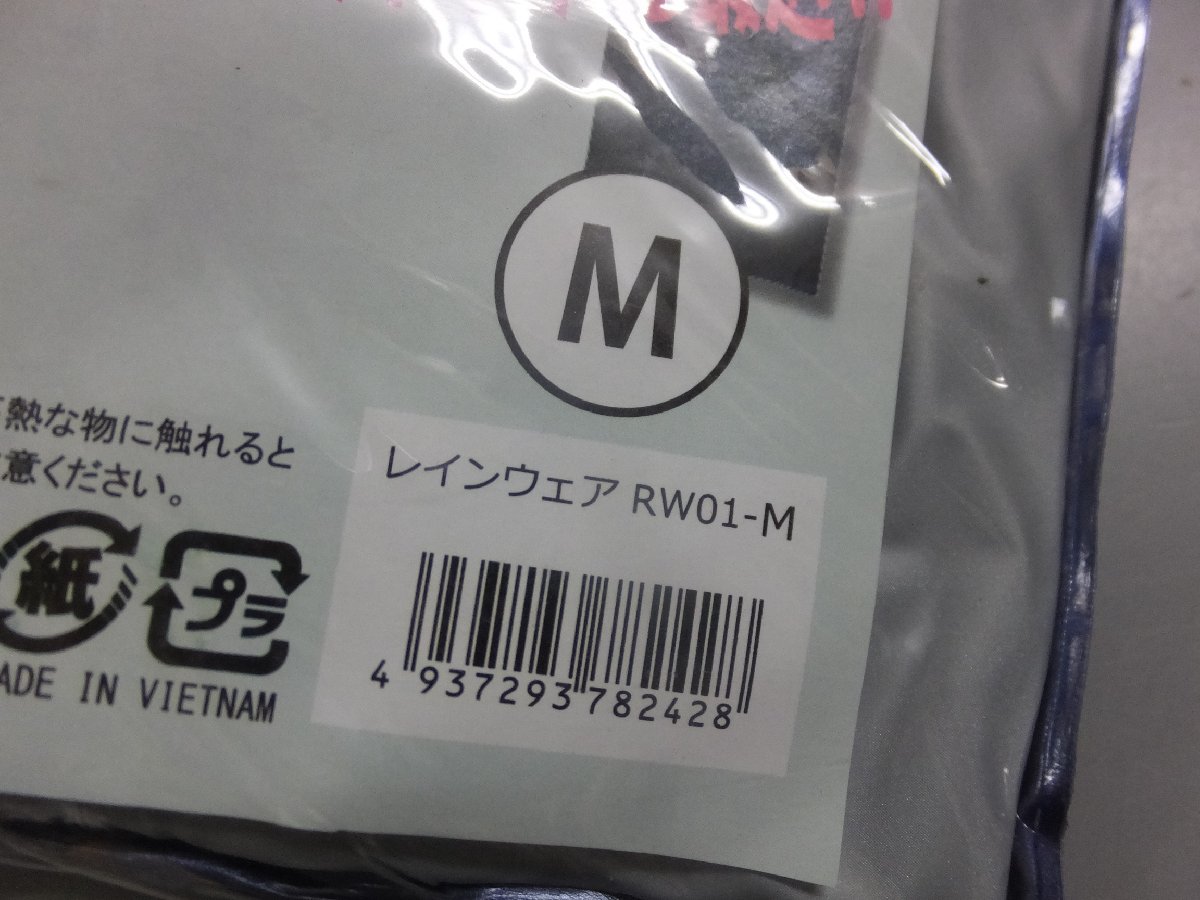 M
熱な物に触れると
意ください。
レインウェア RW01-M
紙
プラ
ADE IN VIETNAM
4 937293 782428